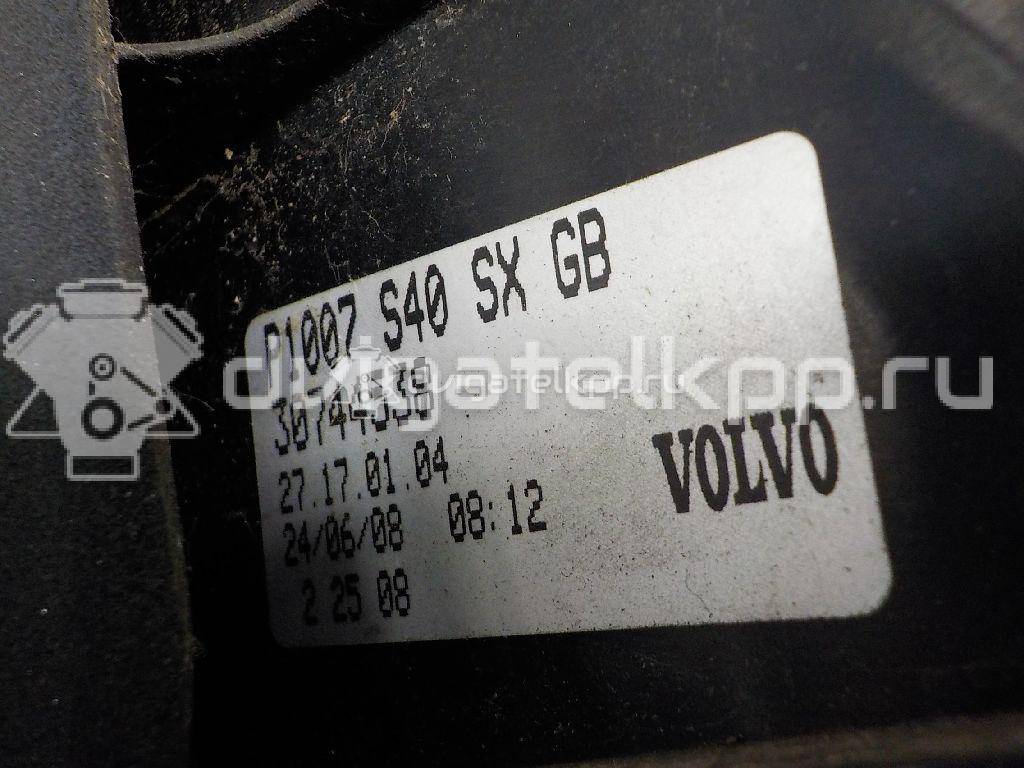 P1007 S40 SX GB
27.17.01.04
24/06/08 08:12
2 25 08
VOLVO
dvigatelkpp.ru